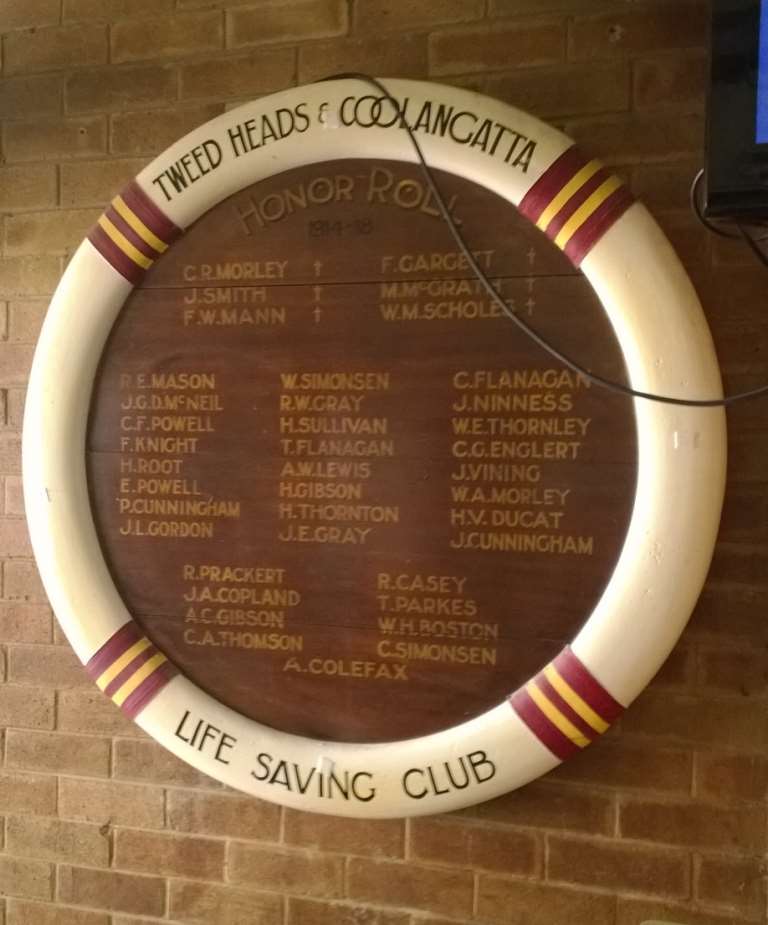 TWEED HEADS & COOLANGATTA
HONOR ROLL
1914-18
C.R.MORLEY † F.GARGETT †
J.SMITH † M.McGRATH †
F.W.MANN † W.M.SCHOLES †
R.E.MASON W.SIMONSEN C.FLANAGAN
J.G.D.McNEIL R.W.GRAY J.NINNESS
C.F.POWELL H.SULLIVAN W.E.THORNLEY
F.KNIGHT T.FLANAGAN C.G.ENGLERT
H.ROOT A.W.LEWIS J.VINING
E.POWELL H.GIBSON W.A.MORLEY
P.CUNNINGHAM H.THORNTON H.V.DUCAT
J.L.GORDON J.E.GRAY J.CUNNINGHAM
R.PRACKERT R.CASEY
J.A.COPLAND T.PARKES
A.C.GIBSON W.H.BOSTON
C.A.THOMSON C.SIMONSEN
A.COLEFAX
LIFE SAVING CLUB